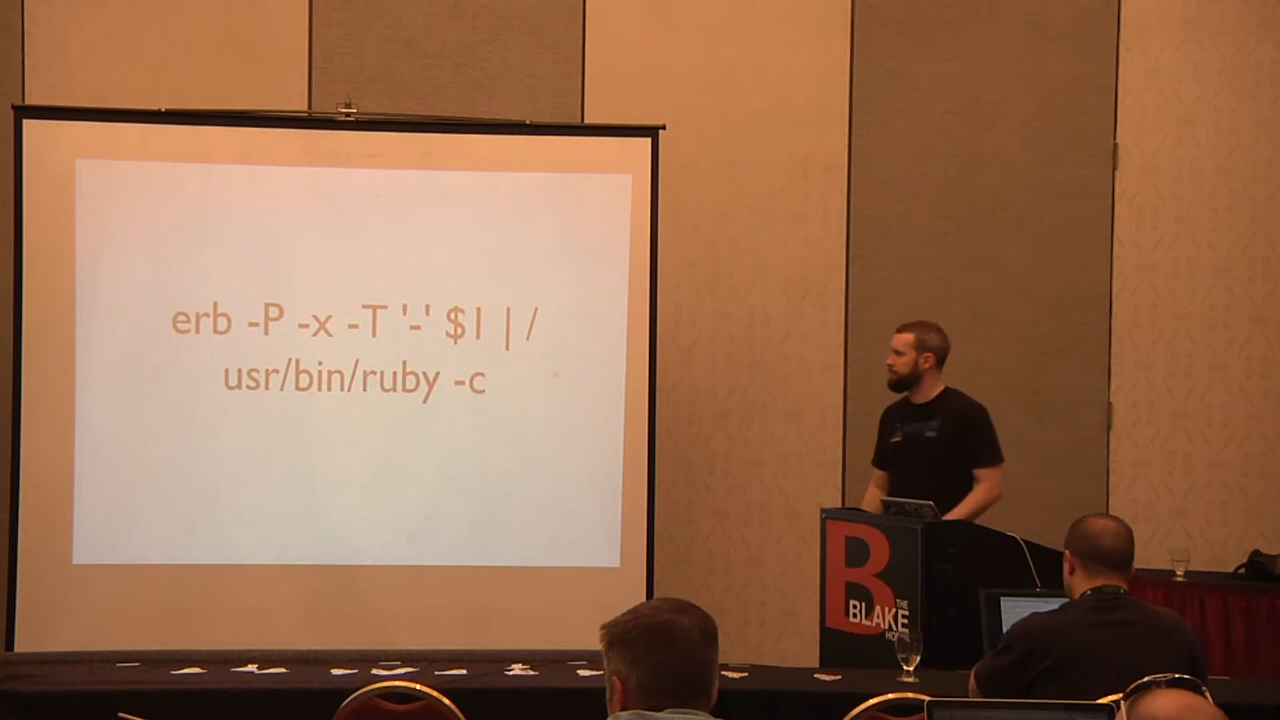 erb -P -x -T '-' $1 | /
usr/bin/ruby -c
B
THE
BLAKE